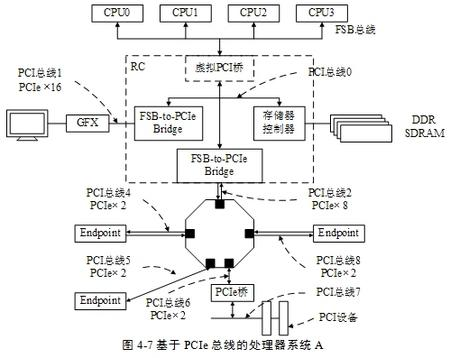 CPU0
CPU1
CPU2
CPU3
FSB总线
RC
虚拟PCI桥
PCI总线1
PCIe ×16
PCI总线0
GFX
FSB-to-PCIe
Bridge
存储器
控制器
DDR
SDRAM
FSB-to-PCIe
Bridge
PCI总线4
PCIe× 2
PCI总线2
PCIe× 8
Endpoint
Endpoint
PCI总线5
PCIe× 2
PCI总线8
PCIe× 2
Endpoint
PCI总线6
PCIe× 2
PCIe桥
PCI总线7
PCI设备
图 4-7 基于 PCIe 总线的处理器系统 A